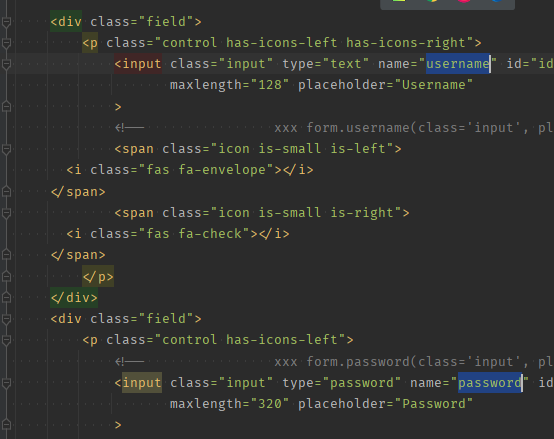 <div class="field">
<p class="control has-icons-left has-icons-right">
<input class="input" type="text" name="username" id="id
maxlength="128" placeholder="Username"
>
<!-- xxx form.username(class='input', pl
<span class="icon is-small is-left">
<i class="fas fa-envelope"></i>
</span>
<span class="icon is-small is-right">
<i class="fas fa-check"></i>
</span>
</p>
</div>
<div class="field">
<p class="control has-icons-left">
<!-- xxx form.password(class='input', pl
<input class="input" type="password" name="password" id
maxlength="320" placeholder="Password"
>